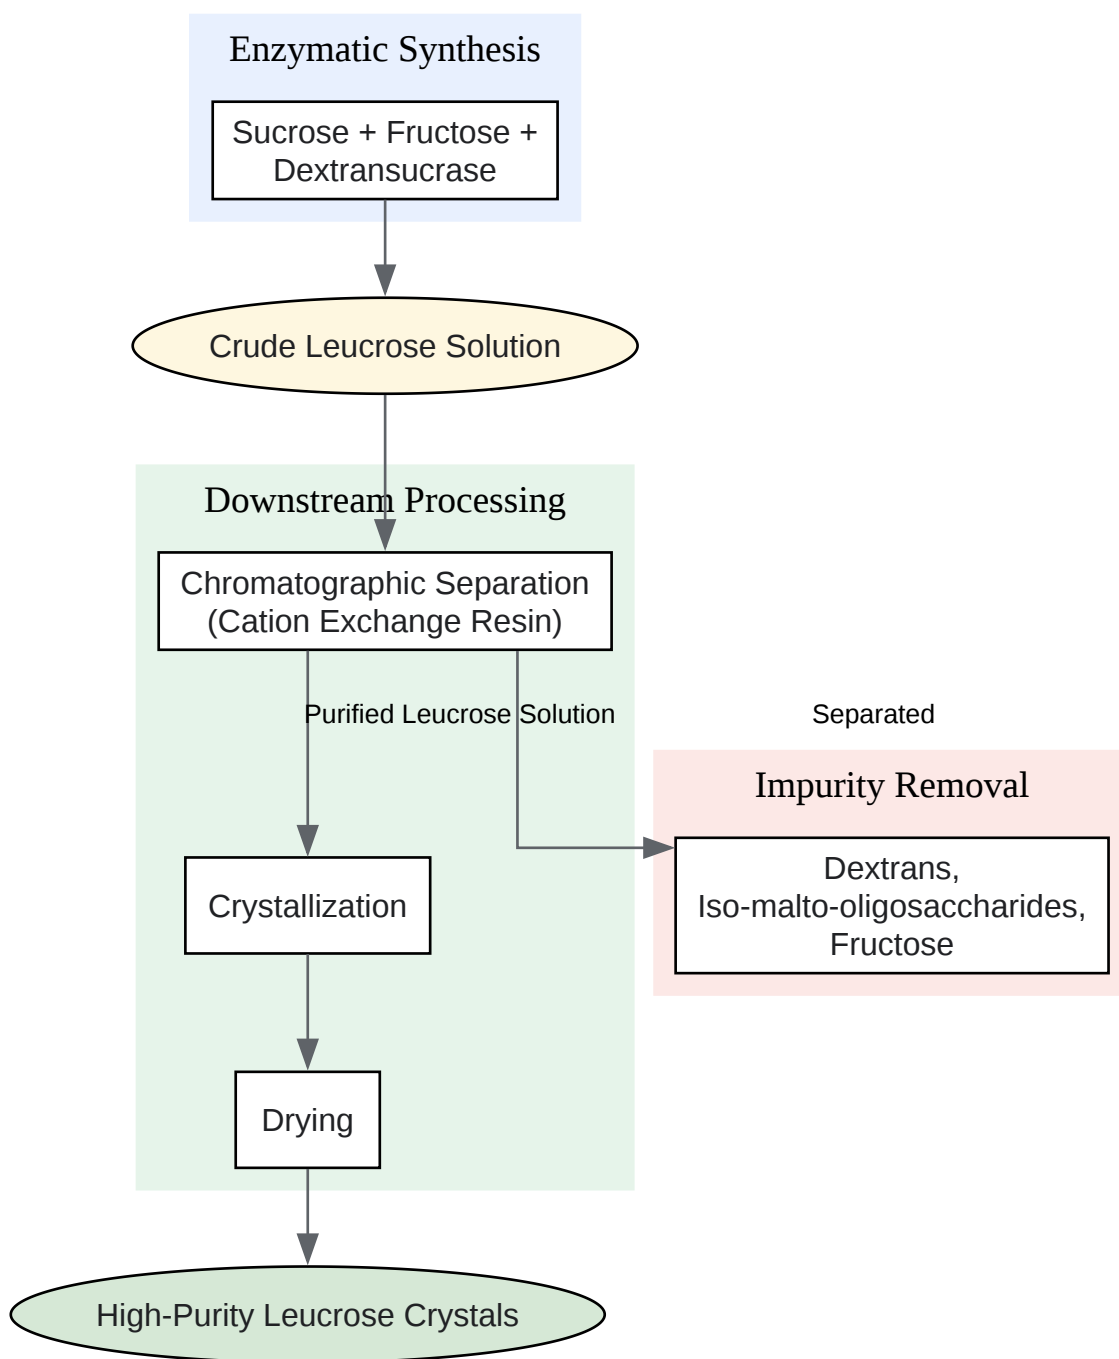 Enzymatic Synthesis
Sucrose + Fructose +
Dextransucrase
Crude Leucrose Solution
Downstream Processing
Chromatographic Separation
(Cation Exchange Resin)
Purified Leucrose Solution
Separated
Impurity Removal
Dextrans,
Iso-malto-oligosaccharides,
Fructose
Crystallization
Drying
High-Purity Leucrose Crystals